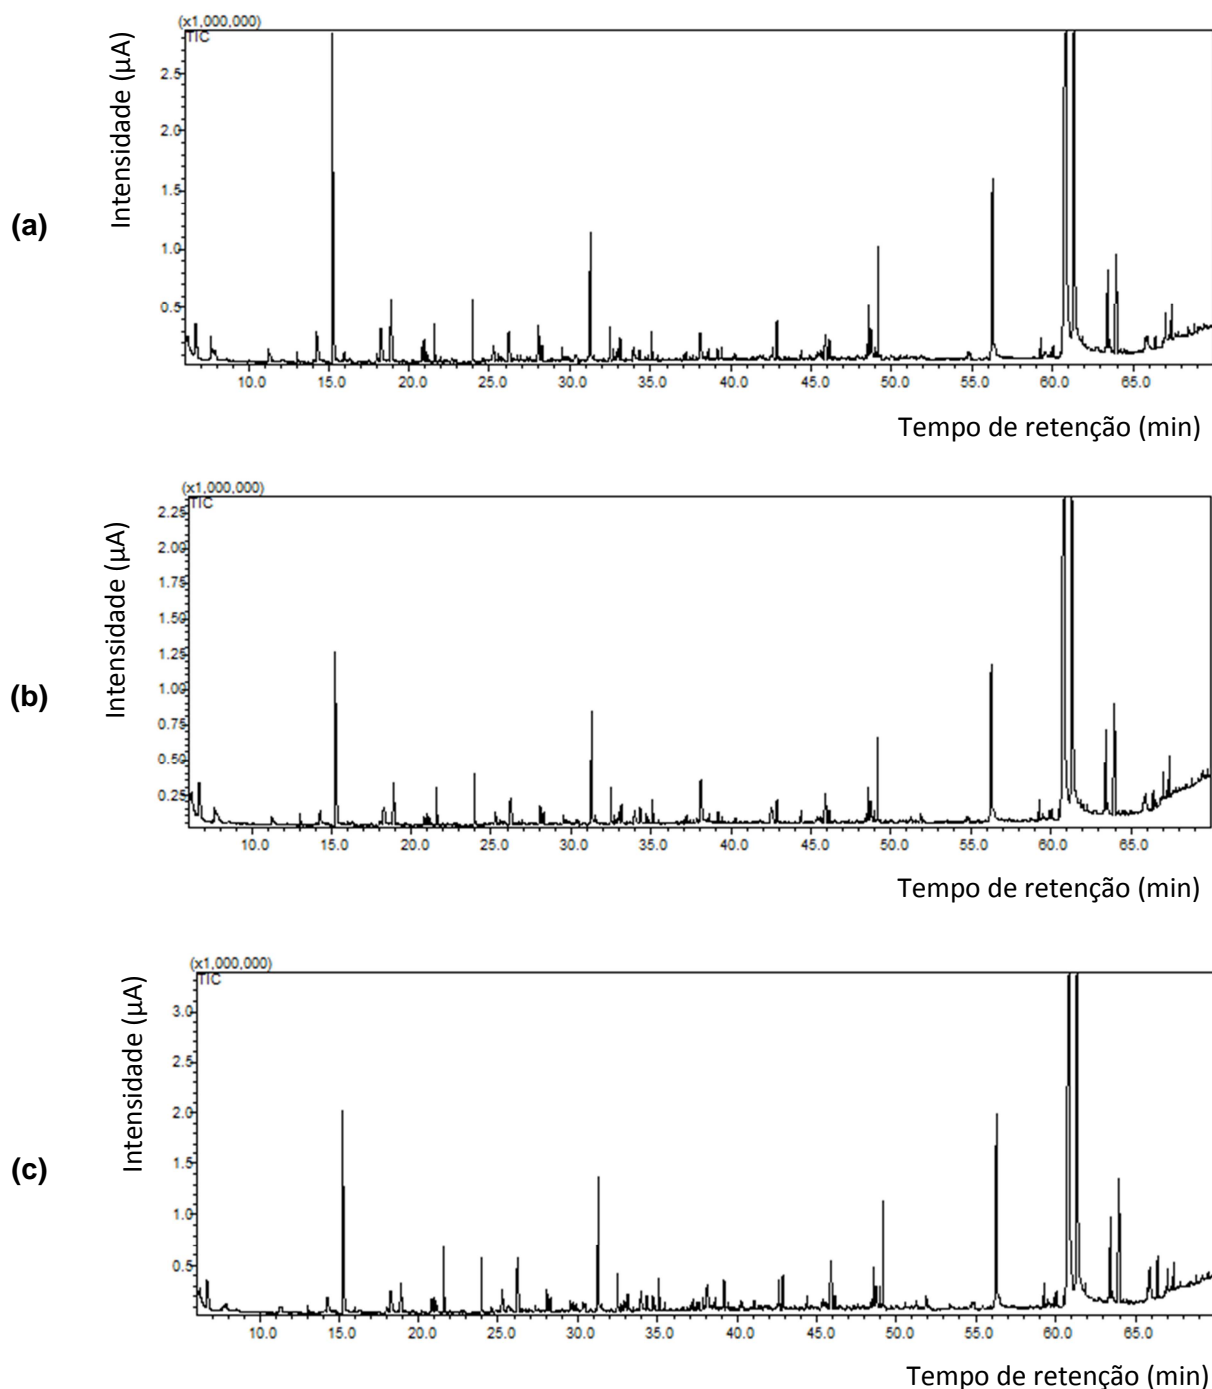 (x1,000,000)
TIC
Intensidade (µA)
2.5
2.0
1.5
1.0
0.5
(a)
10.0 15.0 20.0 25.0 30.0 35.0 40.0 45.0 50.0 55.0 60.0 65.0
Tempo de retenção (min)
(x1,000,000)
TIC
Intensidade (µA)
2.25
2.00
1.75
1.50
1.25
1.00
0.75
0.50
0.25
(b)
10.0 15.0 20.0 25.0 30.0 35.0 40.0 45.0 50.0 55.0 60.0 65.0
Tempo de retenção (min)
(x1,000,000)
TIC
Intensidade (µA)
3.0
2.5
2.0
1.5
1.0
0.5
(c)
10.0 15.0 20.0 25.0 30.0 35.0 40.0 45.0 50.0 55.0 60.0 65.0
Tempo de retenção (min)